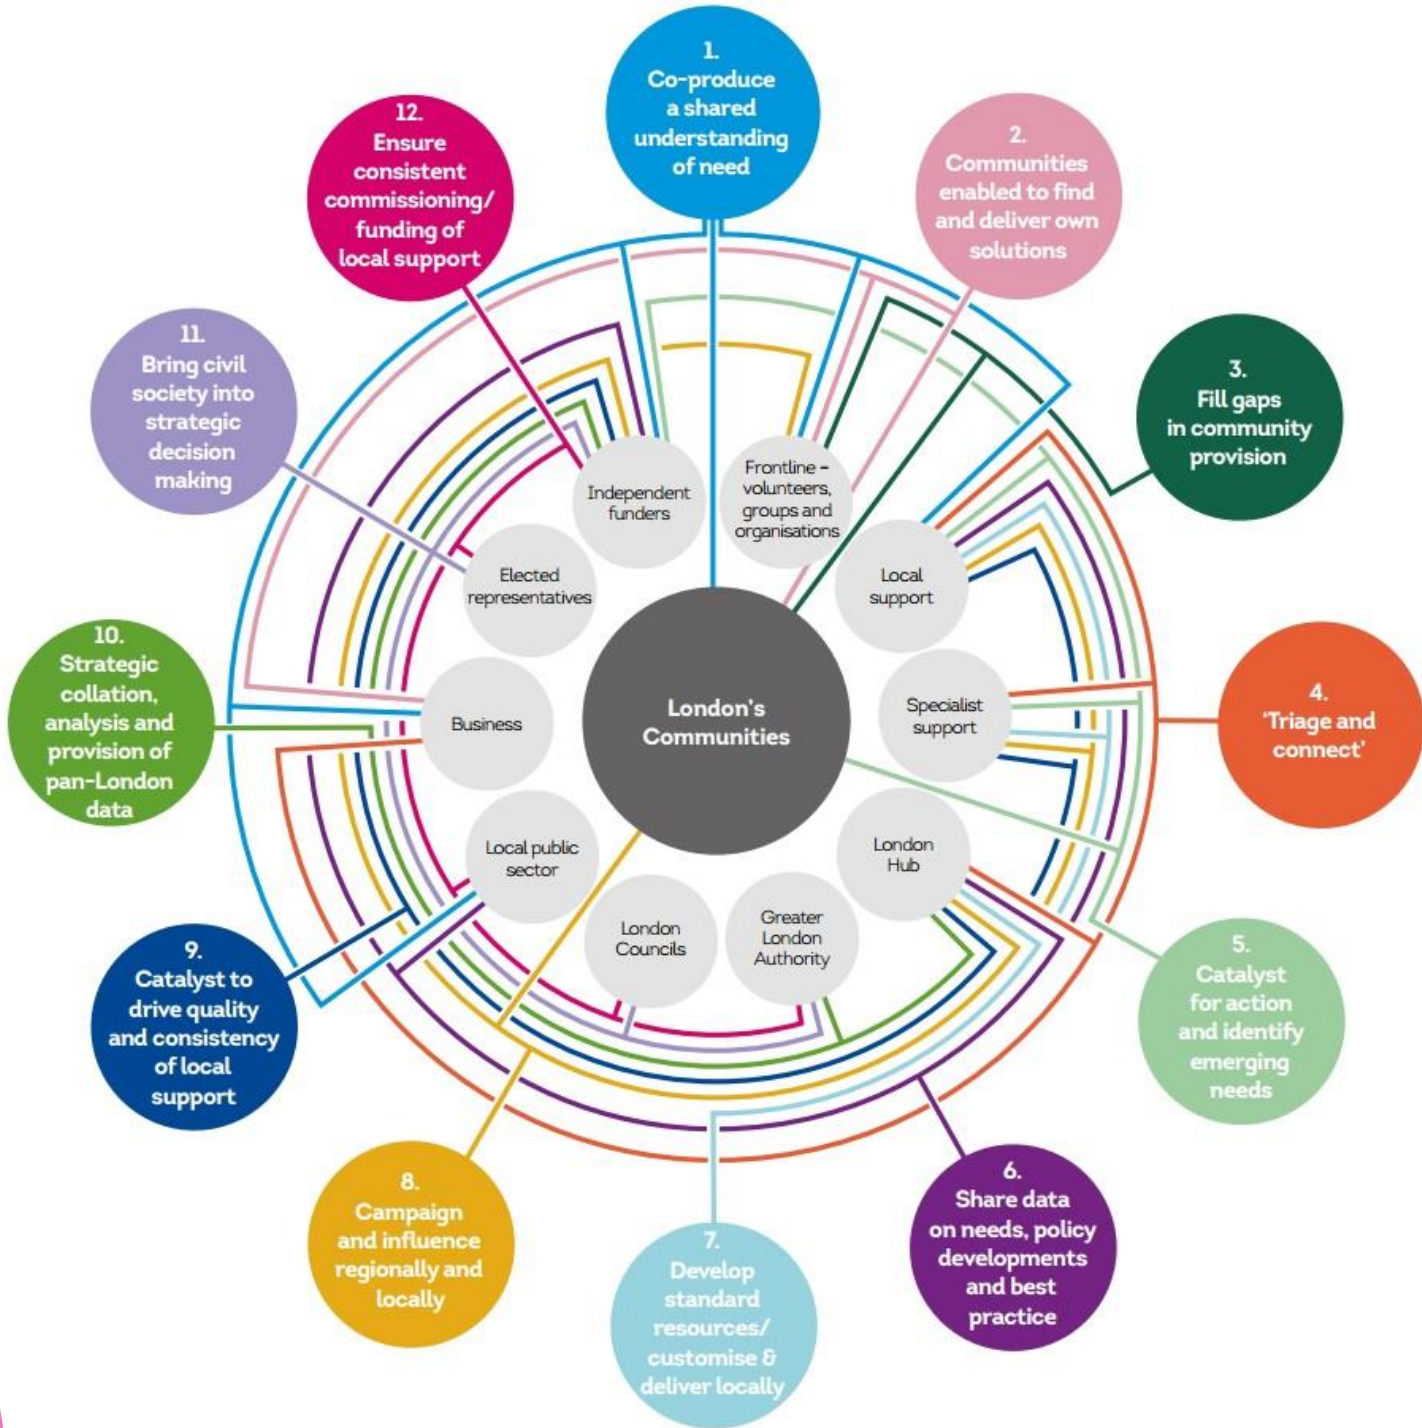 1.
Co-produce
a shared
understanding
of need
2.
Communities
enabled to find
and deliver own
solutions
3.
Fill gaps
in community
provision
4.
‘Triage and
connect’
5.
Catalyst
for action
and identify
emerging
needs
6.
Share data
on needs, policy
developments
and best
practice
7.
Develop
standard
resources/
customise &
deliver locally
8.
Campaign
and influence
regionally and
locally
9.
Catalyst to
drive quality
and consistency
of local
support
10.
Strategic
collation,
analysis and
provision of
pan-London
data
11.
Bring civil
society into
strategic
decision
making
12.
Ensure
consistent
commissioning/
funding of
local support
Independent
funders
Frontline –
volunteers,
groups and
organisations
Local
support
Specialist
support
London
Hub
Greater
London
Authority
London
Councils
Local public
sector
Business
Elected
representatives
London’s
Communities